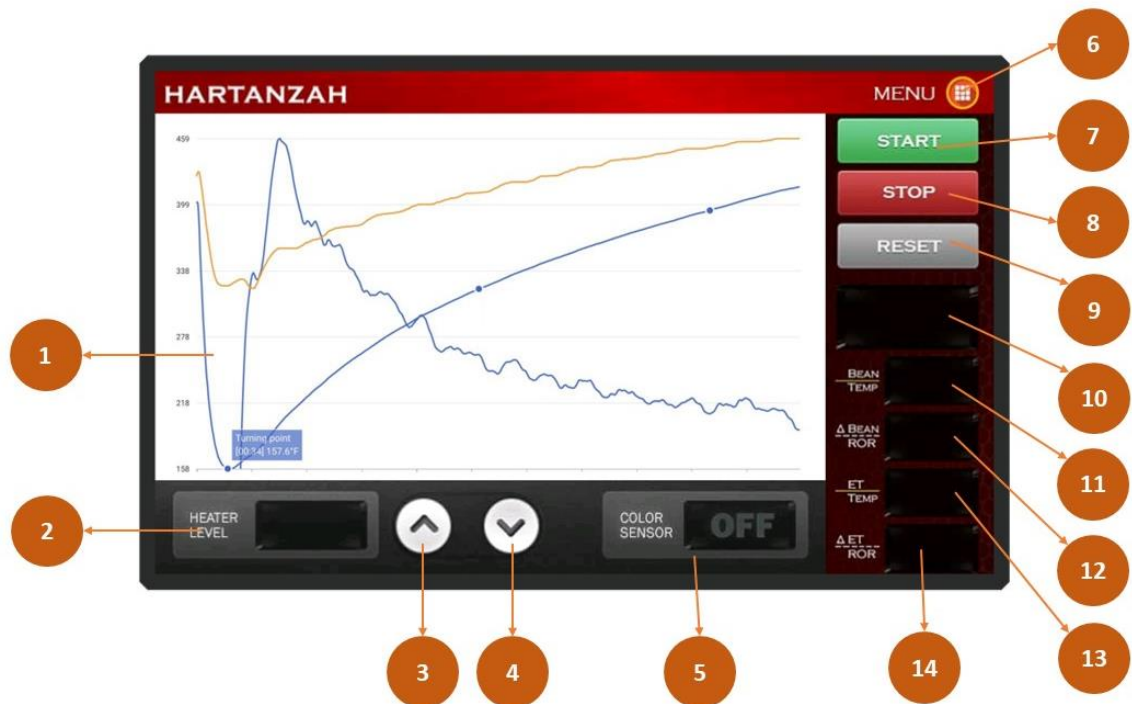 6
HARTANZAH
MENU
459
START
7
399
STOP
8
RESET
338
9
278
1
BEAN
TEMP
10
218
Δ BEAN
ROR
Turning point
[00:34] 157.6°F
11
158
ET
TEMP
2
HEATER
LEVEL
COLOR
SENSOR
OFF
Δ ET
ROR
12
3
4
5
14
13